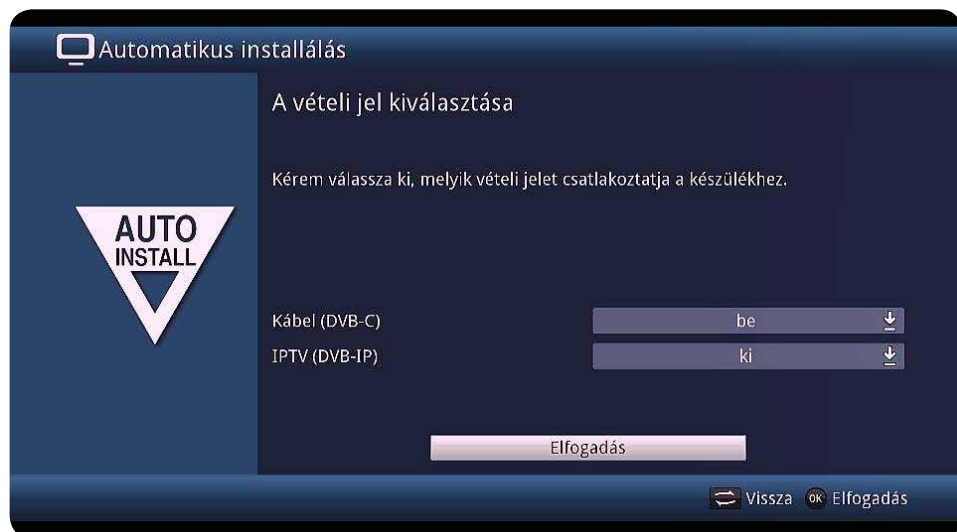 Automatikus installálás
A vételi jel kiválasztása
Kérem válassza ki, melyik vételi jelet csatlakoztatja a készülékhez.
AUTO
INSTALL
Kábel (DVB-C) be
IPTV (DVB-IP) ki
Elfogadás
Vissza OK Elfogadás